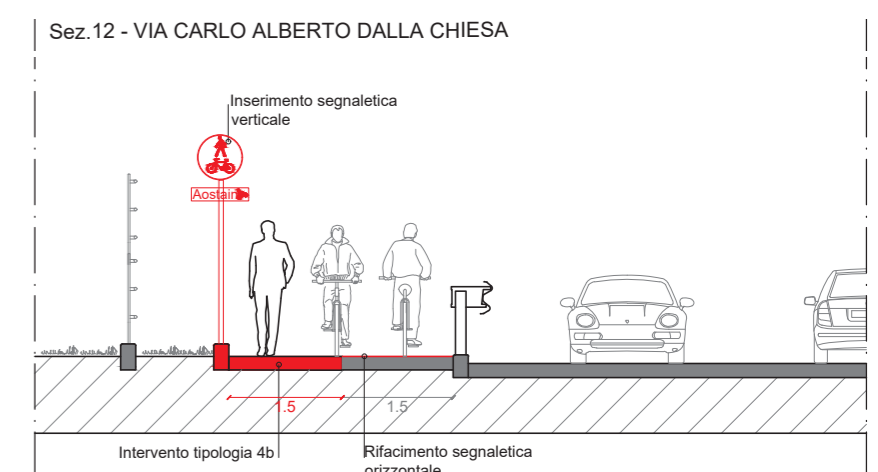 Sez.12 - VIA CARLO ALBERTO DALLA CHIESA
Inserimento segnaletica
verticale
Aostain
1.5
1.5
Intervento tipologia 4b
Rifacimento segnaletica
orizzontale